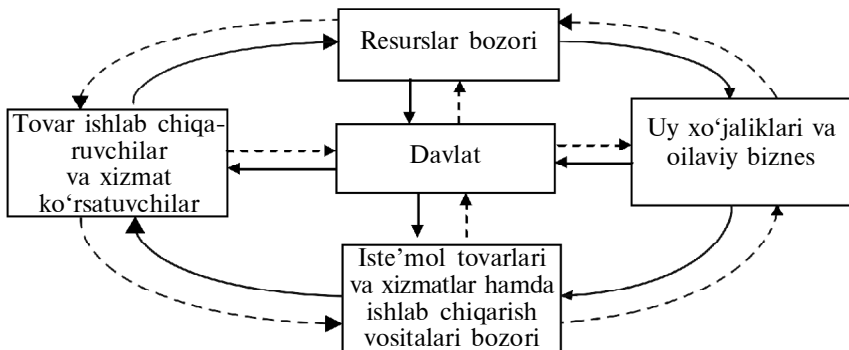 Resurslar bozori
Tovar ishlab chiqa-
ruvchilar
va xizmat
ko‘rsatuvchilar
Davlat
Uy xo‘jaliklari va
oilaviy biznes
Iste’mol tovarlari
va xizmatlar hamda
ishlab chiqarish
vositalari bozori